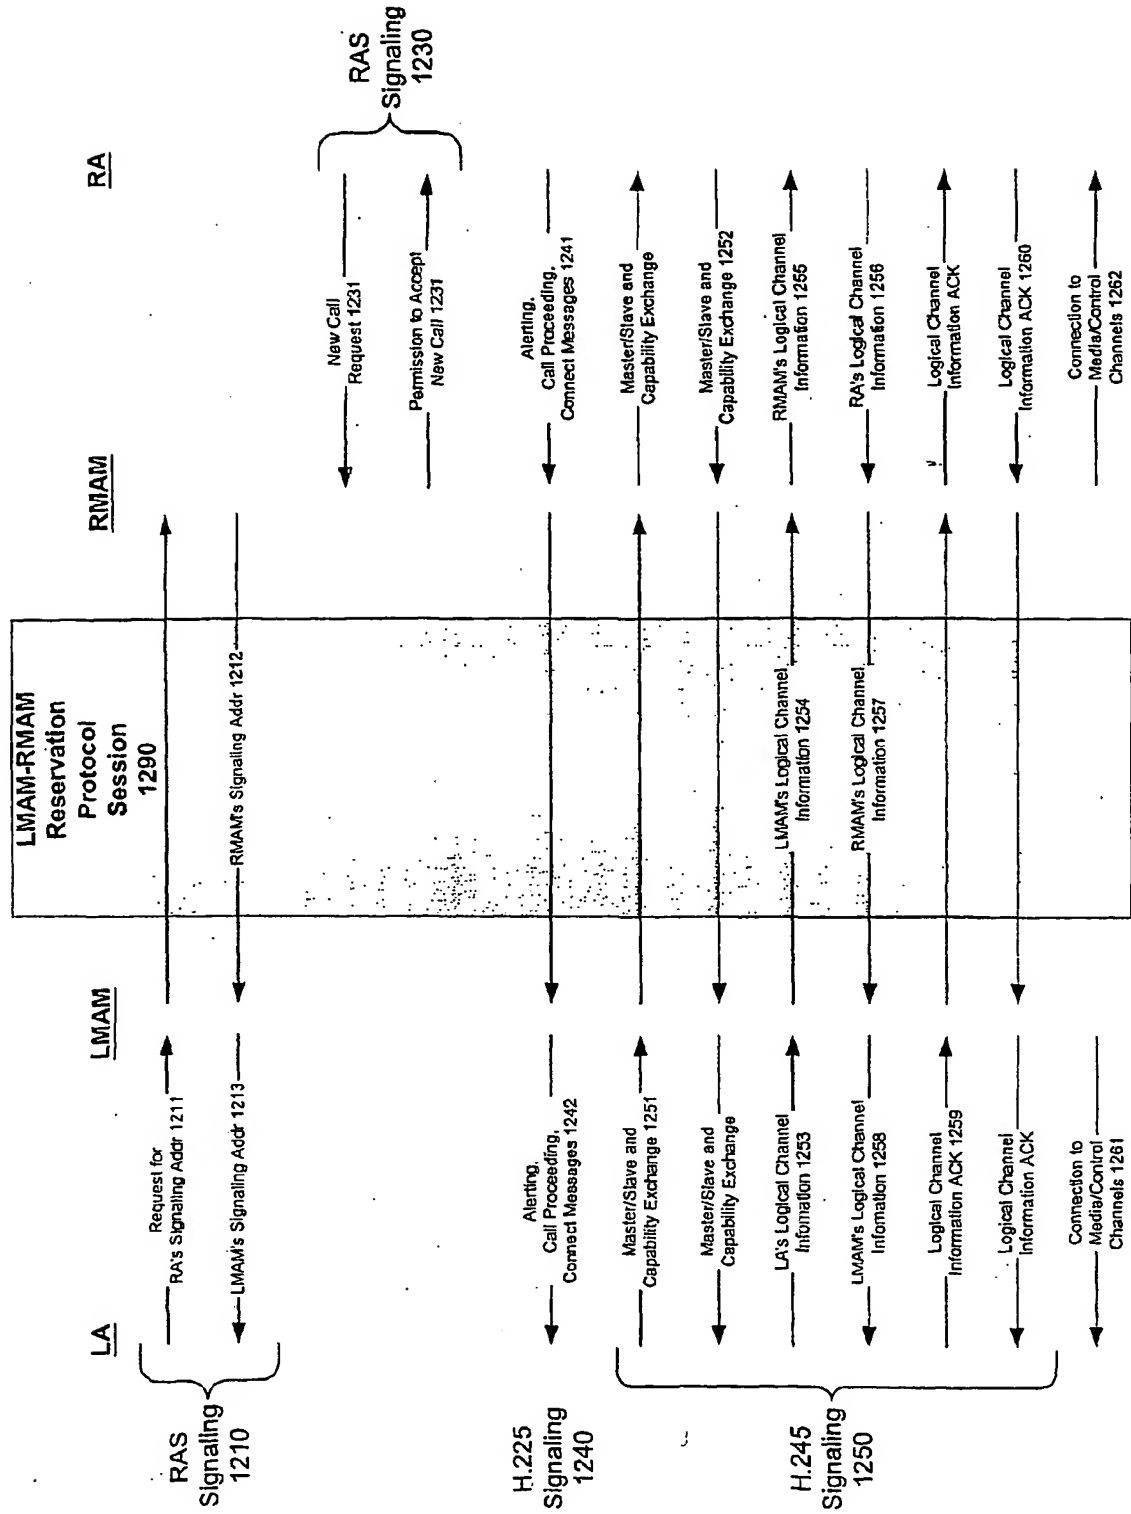 LA
LMAM
LMAM-RMAM
Reservation
Protocol
Session
1290
RMAM
RA
RAS
Signaling
1210
Request for
RA's Signaling Addr 1211
RMAM's Signaling Addr 1212
LMAM's Signaling Addr 1213
RAS
Signaling
1230
New Call
Request 1231
Permission to Accept
New Call 1231
H.225
Signaling
1240
Alerting,
Call Proceeding,
Connect Messages 1242
Alerting,
Call Proceeding,
Connect Messages 1241
H.245
Signaling
1250
Master/Slave and
Capability Exchange 1251
Master/Slave and
Capability Exchange
Master/Slave and
Capability Exchange
Master/Slave and
Capability Exchange 1252
LA's Logical Channel
Information 1253
LMAM's Logical Channel
Information 1254
RMAM's Logical Channel
Information 1255
LMAM's Logical Channel
Infomation 1258
RMAM's Logical Channel
Information 1257
RA's Logical Channel
Information 1256
Logical Channel
Information ACK 1259
Logical Channel
Information ACK
Logical Channel
Information ACK
Logical Channel
Information ACK 1260
Connection to
Media/Control
Channels 1261
Connection to
Media/Control
Channels 1262